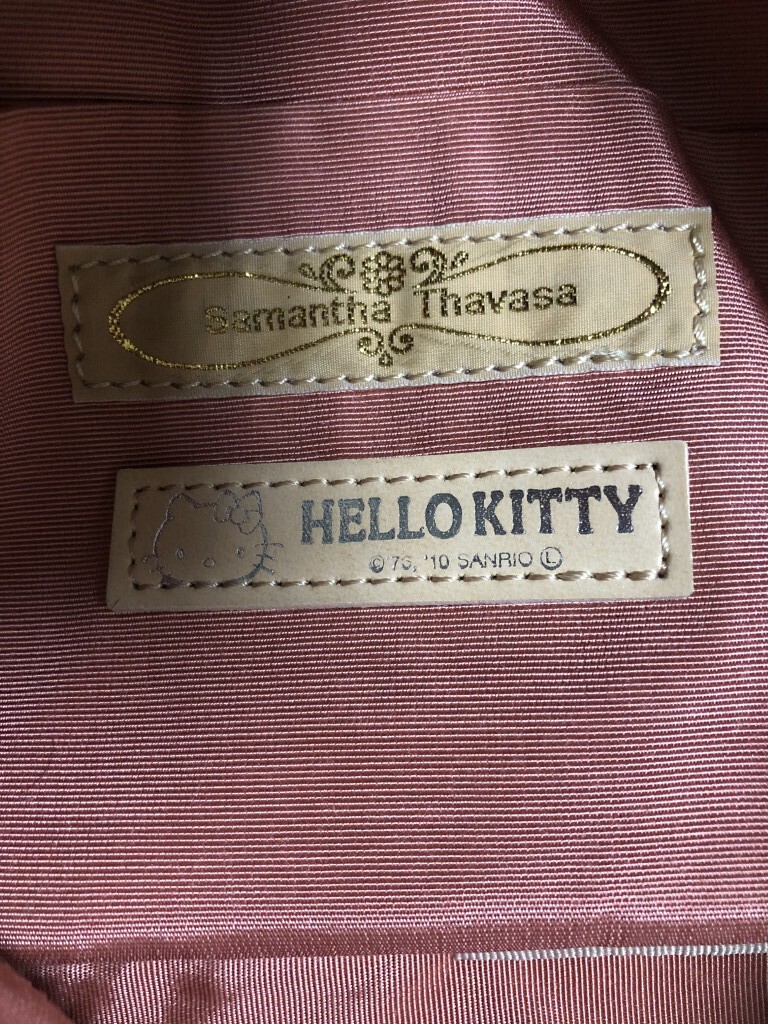 Samantha Thavasa
HELLO KITTY
© 76, '10 SANRIO Ⓛ